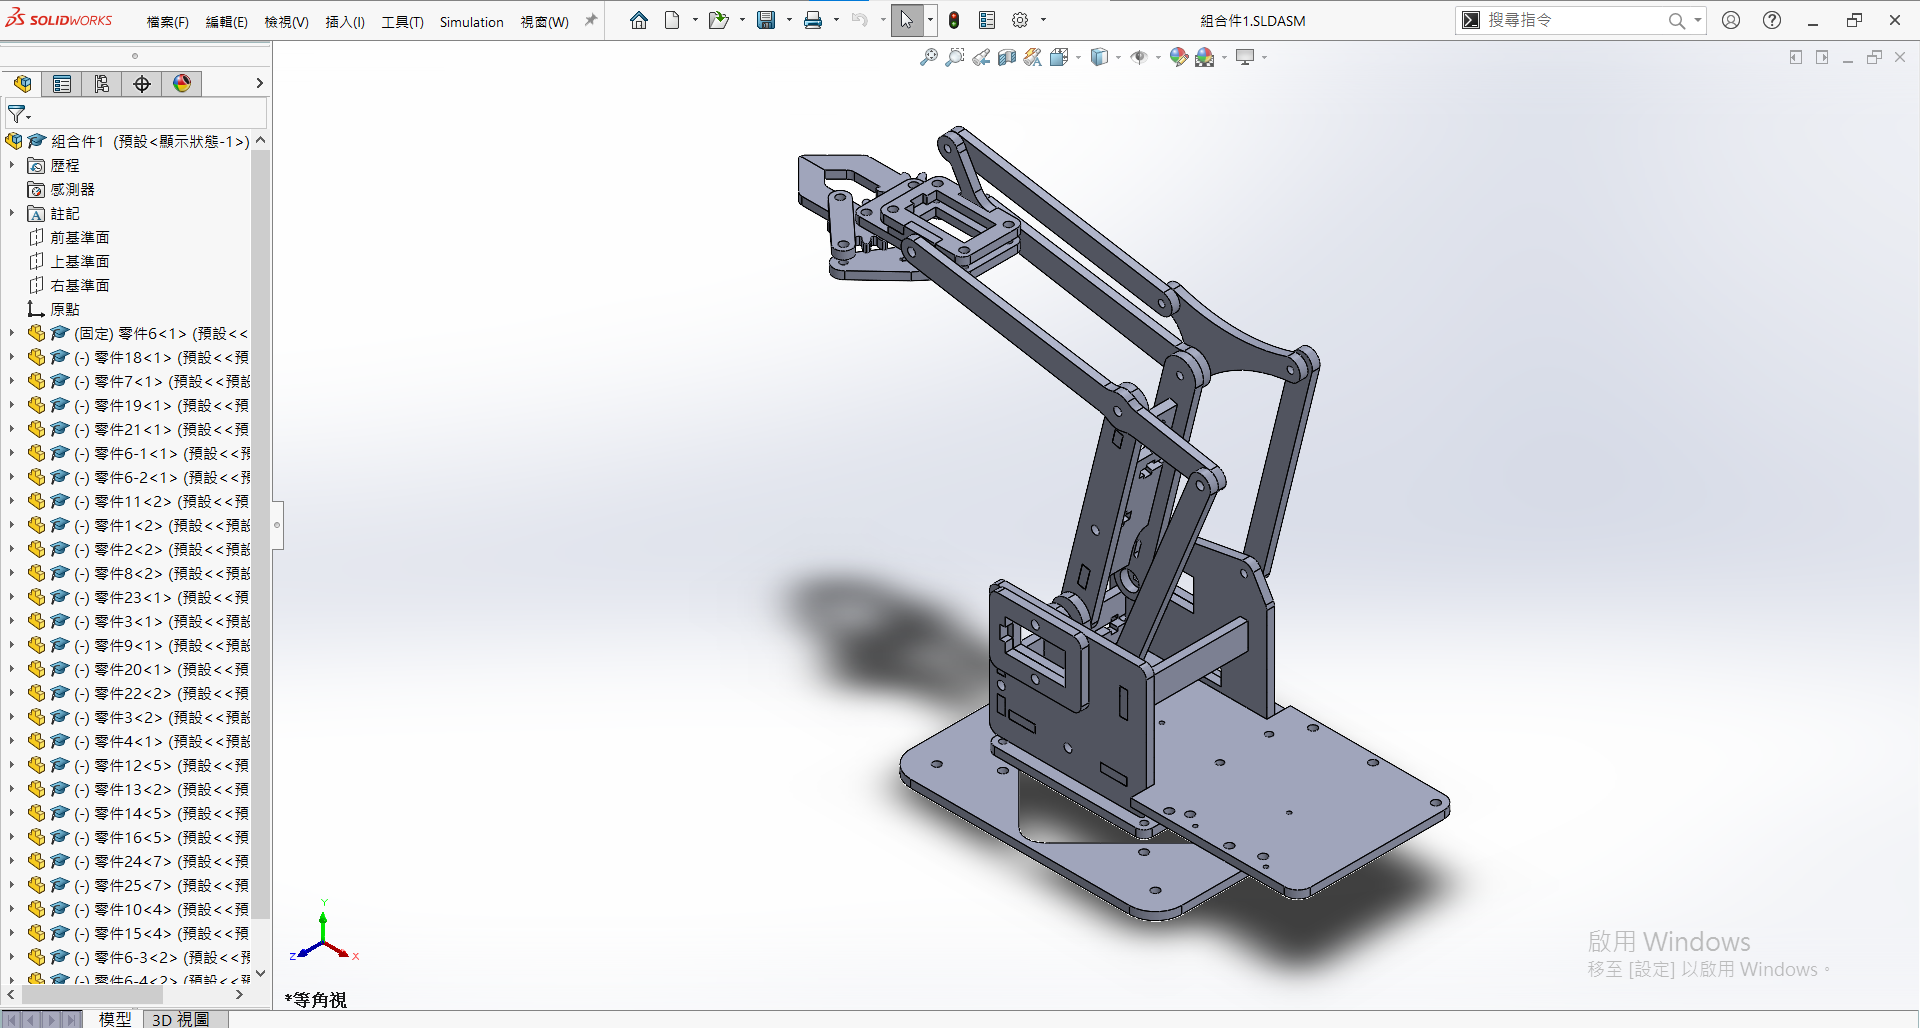 SOLIDWORKS 檔案(F) 編輯(E) 檢視(V) 插入(I) 工具(T) Simulation 視窗(W) 組合件1.SLDASM 搜尋指令
組合件1 (預設<顯示狀態-1>)
歷程
感測器
註記
前基準面
上基準面
右基準面
原點
(固定) 零件6<1> (預設<<
(-) 零件18<1> (預設<<預
(-) 零件7<1> (預設<<預設
(-) 零件19<1> (預設<<預
(-) 零件21<1> (預設<<預
(-) 零件6-1<1> (預設<<預
(-) 零件6-2<1> (預設<<預
(-) 零件11<2> (預設<<預
(-) 零件1<2> (預設<<預設
(-) 零件2<2> (預設<<預設
(-) 零件8<2> (預設<<預設
(-) 零件23<1> (預設<<預
(-) 零件3<1> (預設<<預設
(-) 零件9<1> (預設<<預設
(-) 零件20<1> (預設<<預
(-) 零件22<2> (預設<<預
(-) 零件3<2> (預設<<預設
(-) 零件4<1> (預設<<預設
(-) 零件12<5> (預設<<預
(-) 零件13<2> (預設<<預
(-) 零件14<5> (預設<<預
(-) 零件16<5> (預設<<預
(-) 零件24<7> (預設<<預
(-) 零件25<7> (預設<<預
(-) 零件10<4> (預設<<預
(-) 零件15<4> (預設<<預
(-) 零件6-3<2> (預設<<預
(-) 零件6-4<2> (預設<<預
Y
Z
X
*等角視
啟用 Windows
移至 [設定] 以啟用 Windows。
模型 3D 視圖